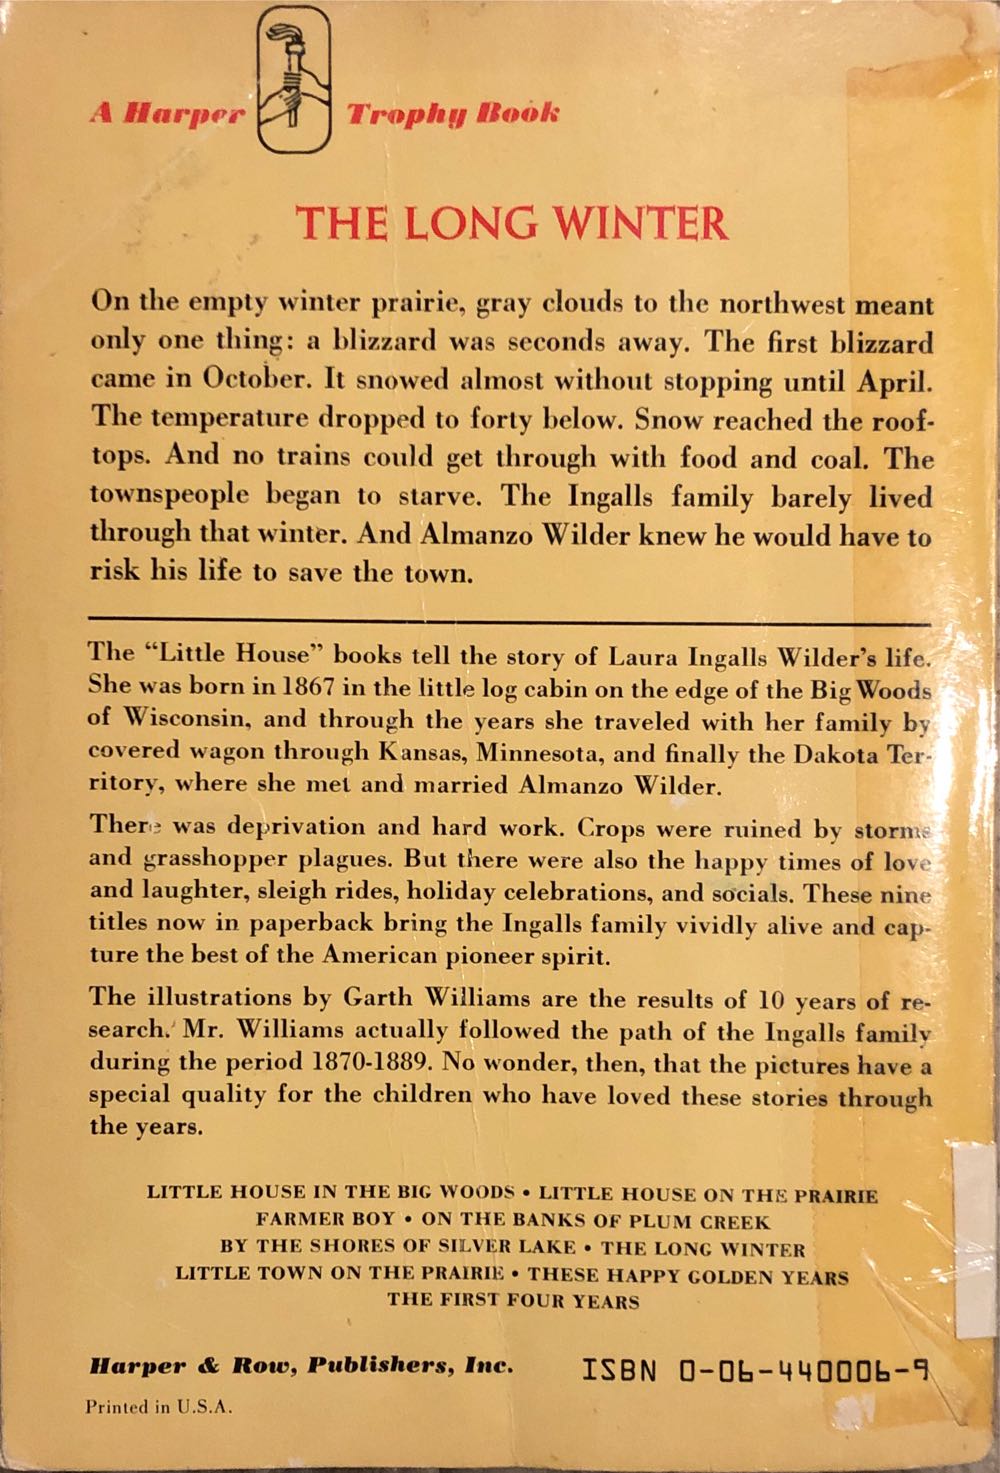 A Harper Trophy Book
THE LONG WINTER
On the empty winter prairie, gray clouds to the northwest meant
only one thing: a blizzard was seconds away. The first blizzard
came in October. It snowed almost without stopping until April.
The temperature dropped to forty below. Snow reached the roof-
tops. And no trains could get through with food and coal. The
townspeople began to starve. The Ingalls family barely lived
through that winter. And Almanzo Wilder knew he would have to
risk his life to save the town.
The “Little House” books tell the story of Laura Ingalls Wilder’s life.
She was born in 1867 in the little log cabin on the edge of the Big Woods
of Wisconsin, and through the years she traveled with her family by
covered wagon through Kansas, Minnesota, and finally the Dakota Ter-
ritory, where she met and married Almanzo Wilder.
There was deprivation and hard work. Crops were ruined by storms
and grasshopper plagues. But there were also the happy times of love
and laughter, sleigh rides, holiday celebrations, and socials. These nine
titles now in paperback bring the Ingalls family vividly alive and cap-
ture the best of the American pioneer spirit.
The illustrations by Garth Williams are the results of 10 years of re-
search. Mr. Williams actually followed the path of the Ingalls family
during the period 1870-1889. No wonder, then, that the pictures have a
special quality for the children who have loved these stories through
the years.
LITTLE HOUSE IN THE BIG WOODS • LITTLE HOUSE ON THE PRAIRIE
FARMER BOY • ON THE BANKS OF PLUM CREEK
BY THE SHORES OF SILVER LAKE • THE LONG WINTER
LITTLE TOWN ON THE PRAIRIE • THESE HAPPY GOLDEN YEARS
THE FIRST FOUR YEARS
Harper & Row, Publishers, Inc. ISBN 0-06-440006-9
Printed in U.S.A.